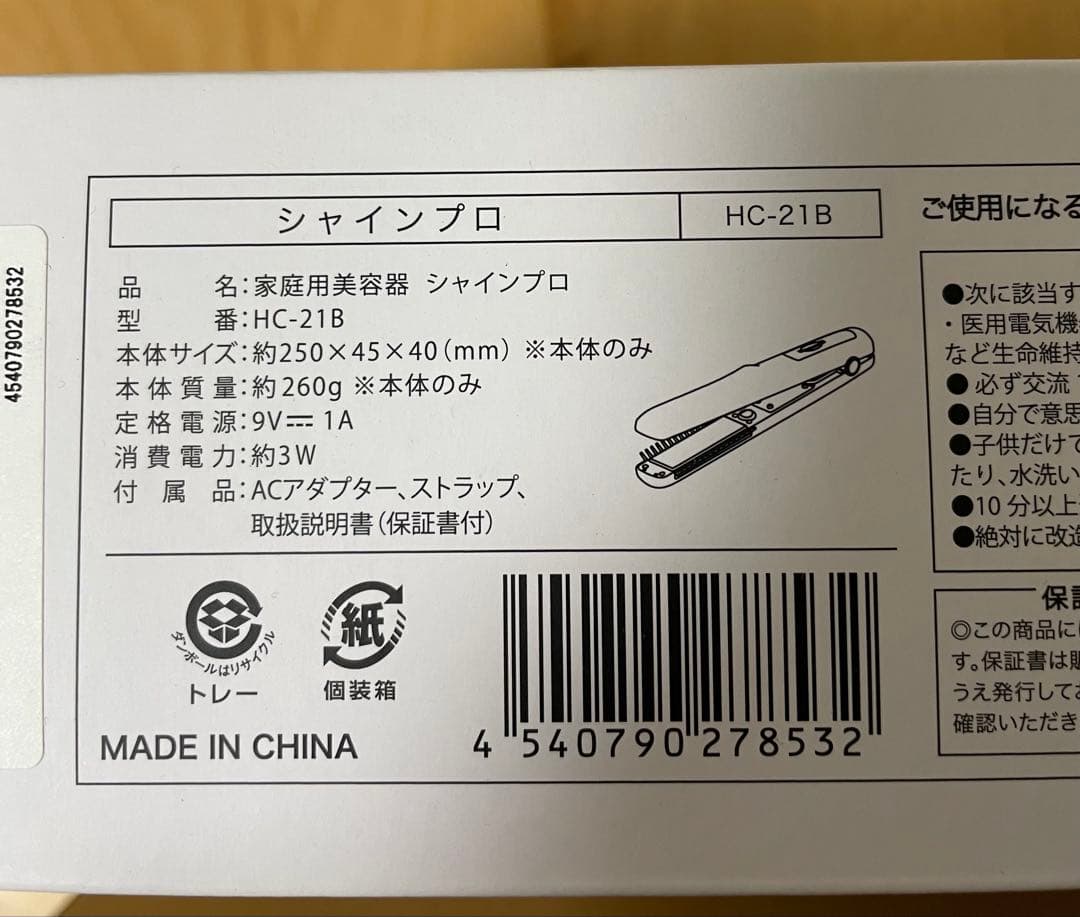 4540790278532
シャインプロ HC-21B
品名:家庭用美容器 シャインプロ
型番:HC-21B
本体サイズ:約250×45×40(mm) ※本体のみ
本体質量:約260g ※本体のみ
定格電源:9V⎓1A
消費電力:約3W
付属品:ACアダプター、ストラップ、
取扱説明書(保証書付)
ダンボールはリサイクル
トレー
紙
個装箱
MADE IN CHINA
4 540790 278532
ご使用になる
●次に該当す
・医用電気機
など生命維持
●必ず交流
●自分で意思
●子供だけで
たり、水洗い
●10分以上
●絶対に改造
保証
◎この商品に
す。保証書は販
うえ発行して
確認いただき